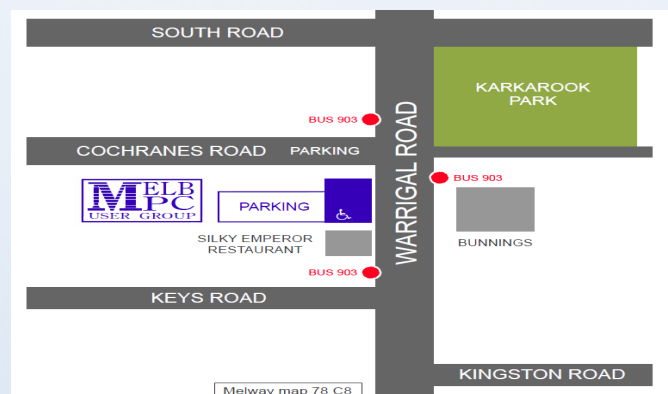 SOUTH ROAD
KARKAROOK
PARK
BUS 903
WARRIGAL ROAD
COCHRANES ROAD PARKING
BUS 903
MELB
PC
USER GROUP
PARKING
SILKY EMPEROR
RESTAURANT
BUNNINGS
BUS 903
KEYS ROAD
KINGSTON ROAD
Melway map 78 C8